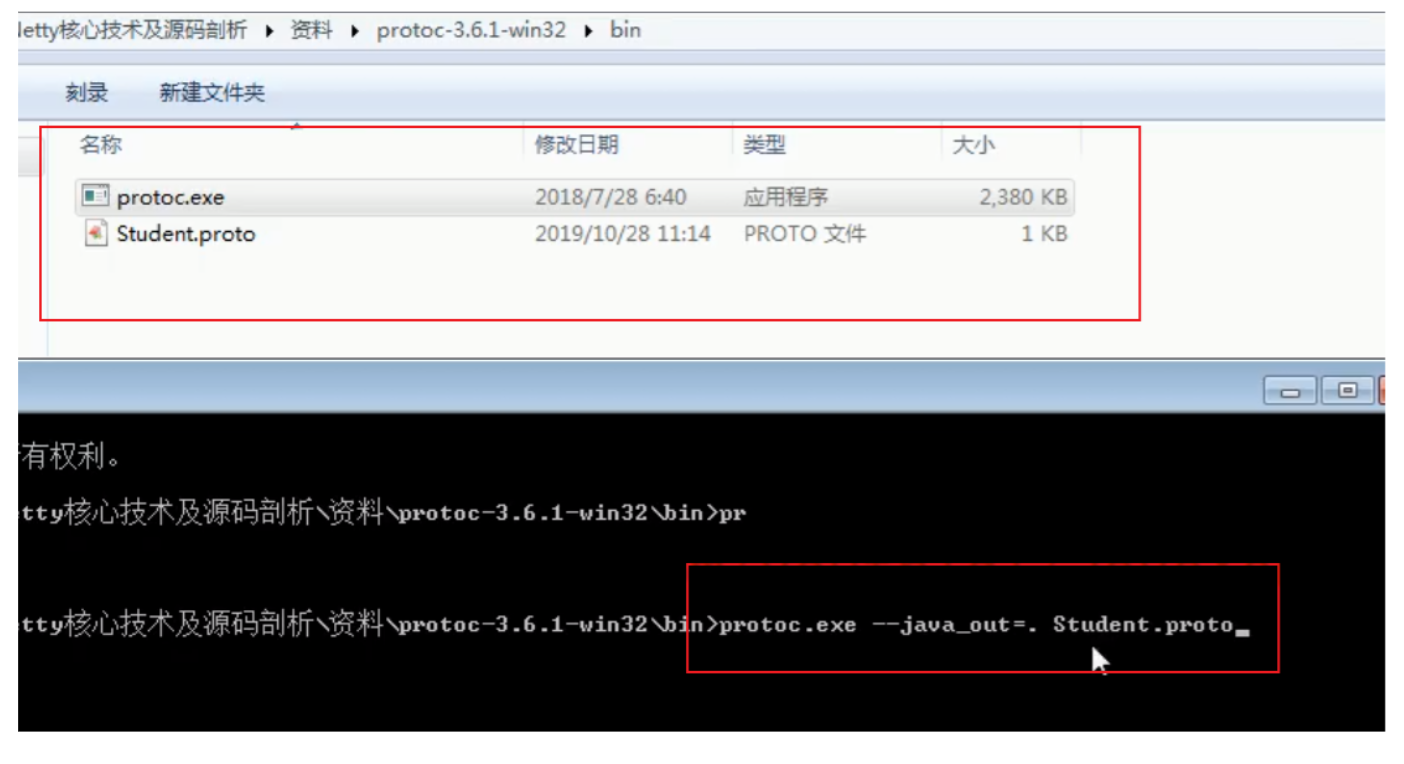 letty核心技术及源码剖析 ▸ 资料 ▸ protoc-3.6.1-win32 ▸ bin
刻录 新建文件夹
名称 修改日期 类型 大小
protoc.exe 2018/7/28 6:40 应用程序 2,380 KB
Student.proto 2019/10/28 11:14 PROTO 文件 1 KB
有权利。
tty核心技术及源码剖析\资料\protoc-3.6.1-win32\bin>pr
tty核心技术及源码剖析\资料\protoc-3.6.1-win32\bin>protoc.exe --java_out=. Student.proto_